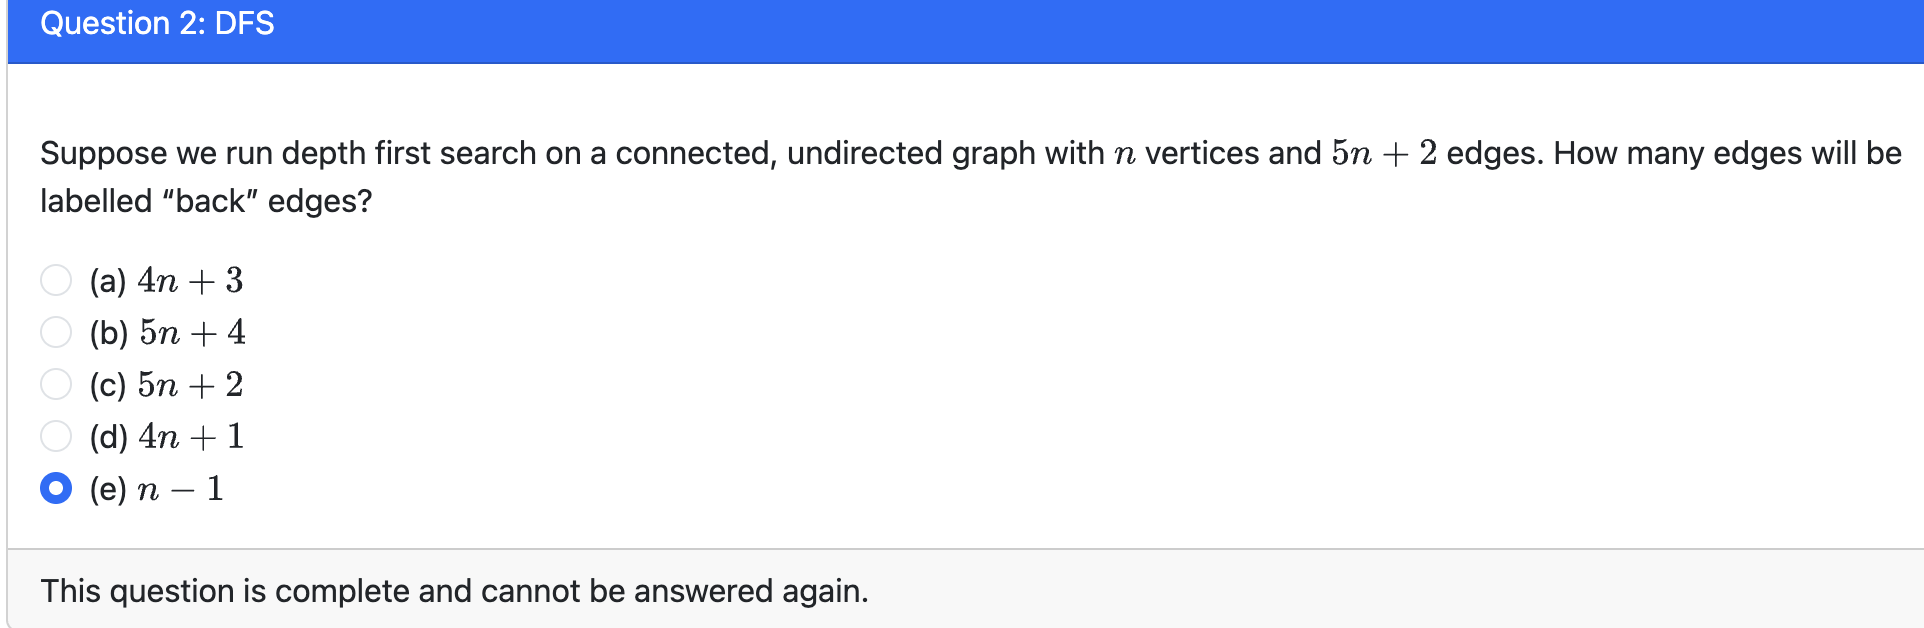 Question 2: DFS
Suppose we run depth first search on a connected, undirected graph with n vertices and 5n + 2 edges. How many edges will be
labelled “back” edges?
(a) 4n + 3
(b) 5n + 4
(c) 5n + 2
(d) 4n + 1
(e) n − 1
This question is complete and cannot be answered again.